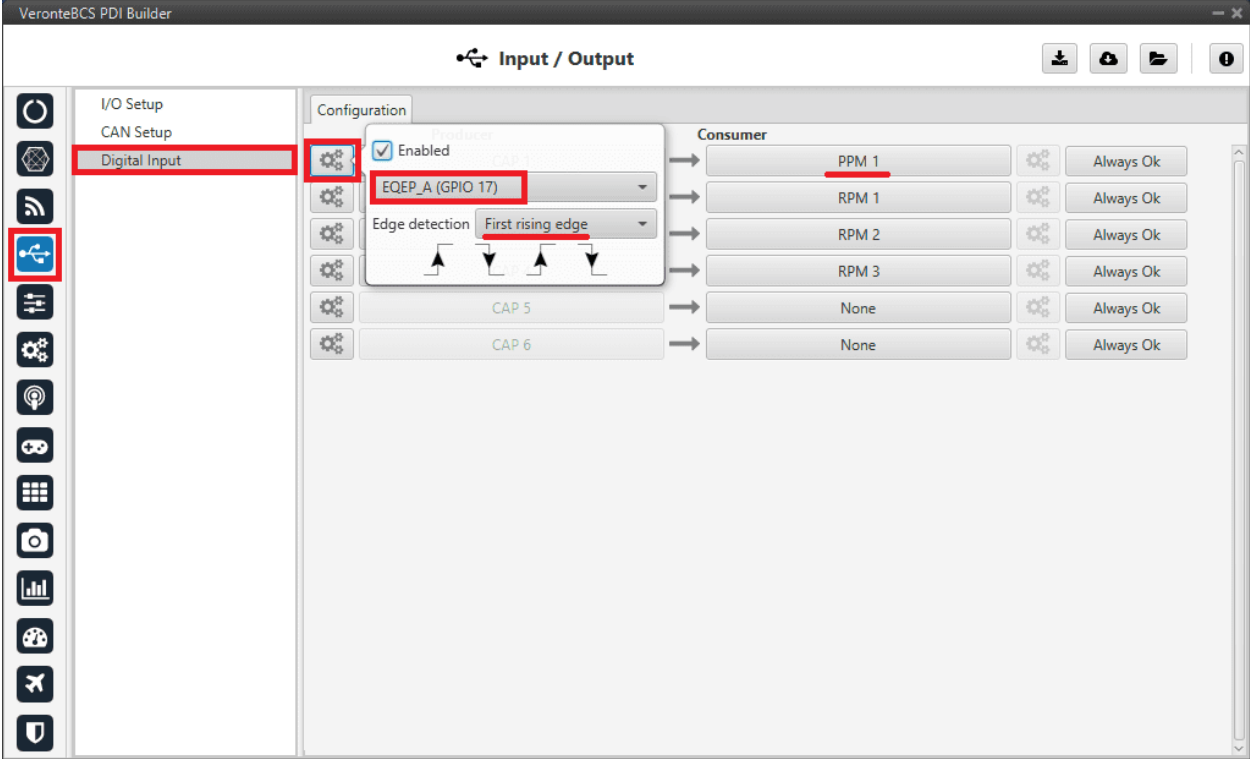 VeronteBCS PDI Builder
Input / Output
I/O Setup
CAN Setup
Digital Input
Configuration
Producer Consumer
Enabled
CAP 1 PPM 1 Always Ok
EQEP_A (GPIO 17)
RPM 1 Always Ok
Edge detection First rising edge
RPM 2 Always Ok
RPM 3 Always Ok
CAP 5 None Always Ok
CAP 6 None Always Ok